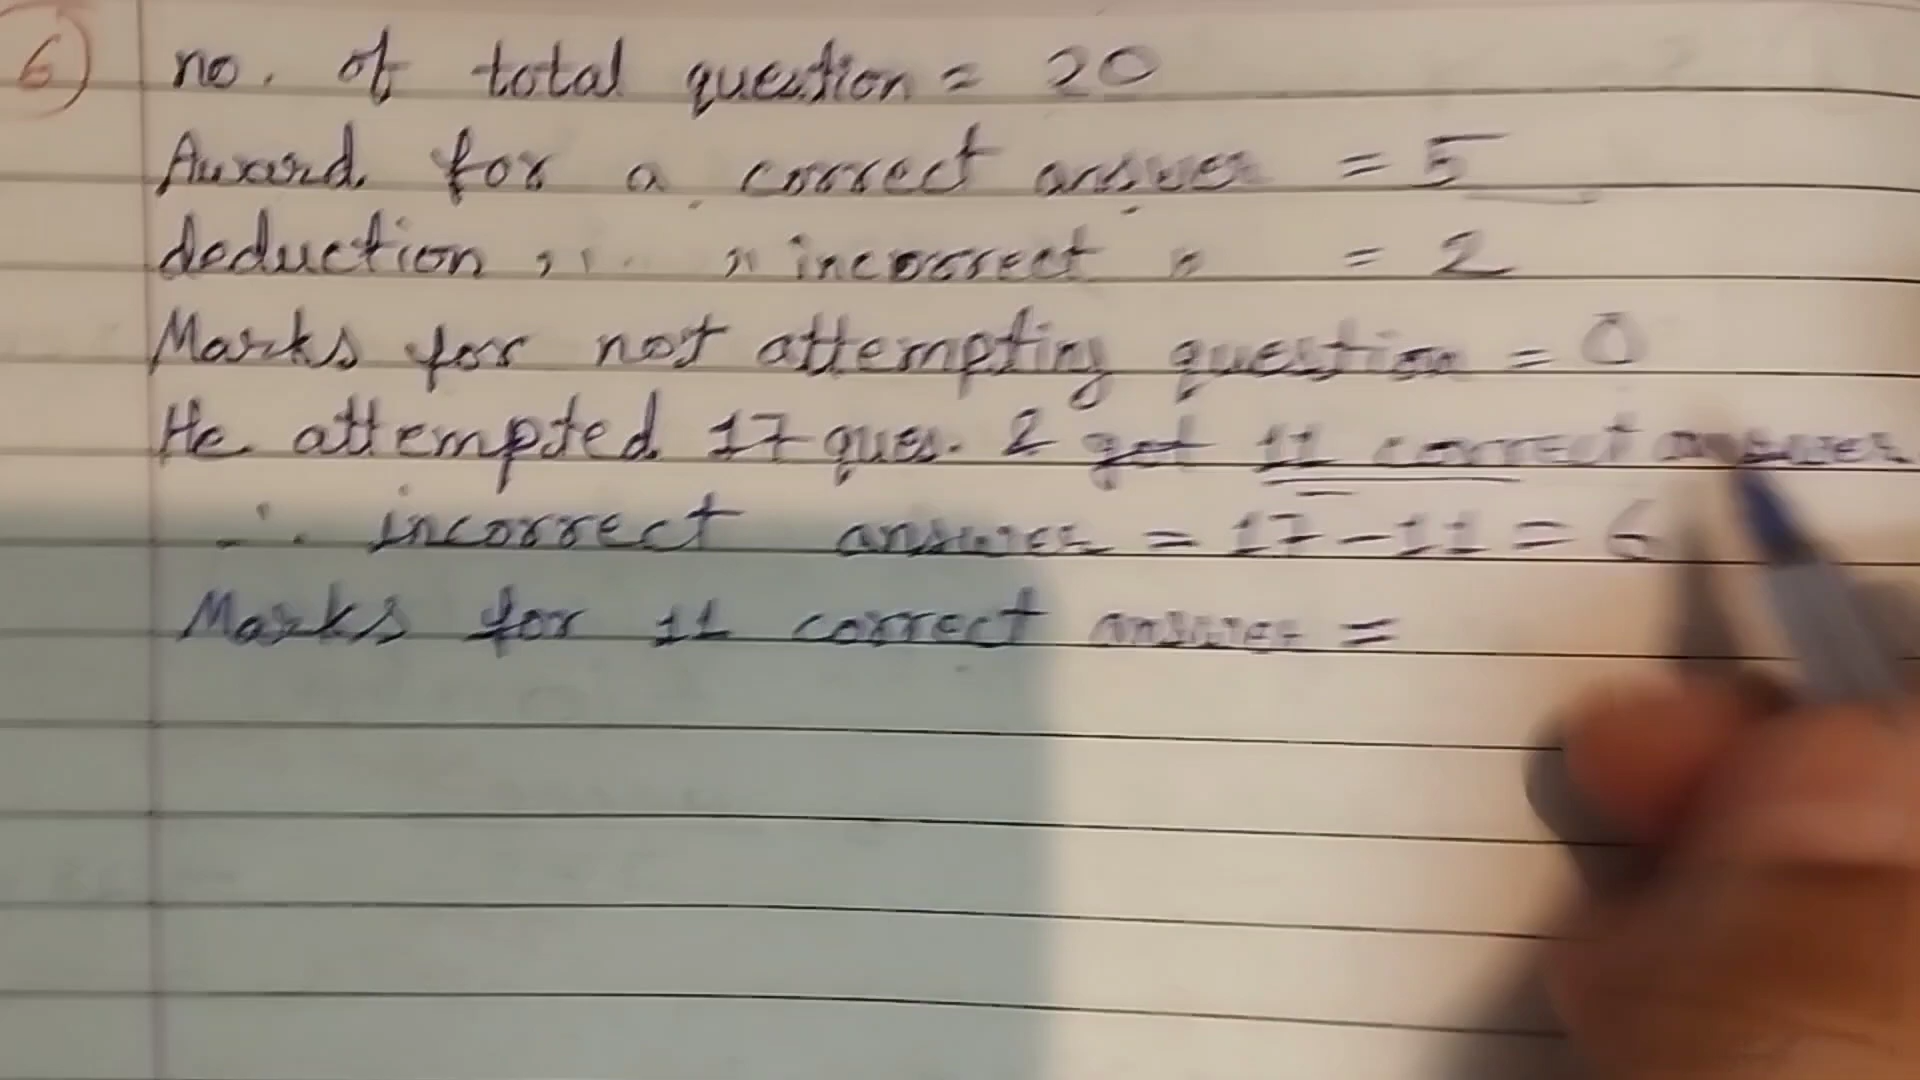 6) no. of total question = 20
Award for a correct answer = 5
deduction " " " incorrect " = 2
Marks for not attempting question = 0
He attempted 17 ques. & got 11 correct answer
∴ incorrect answer = 17 - 11 = 6
Marks for 11 correct answer =